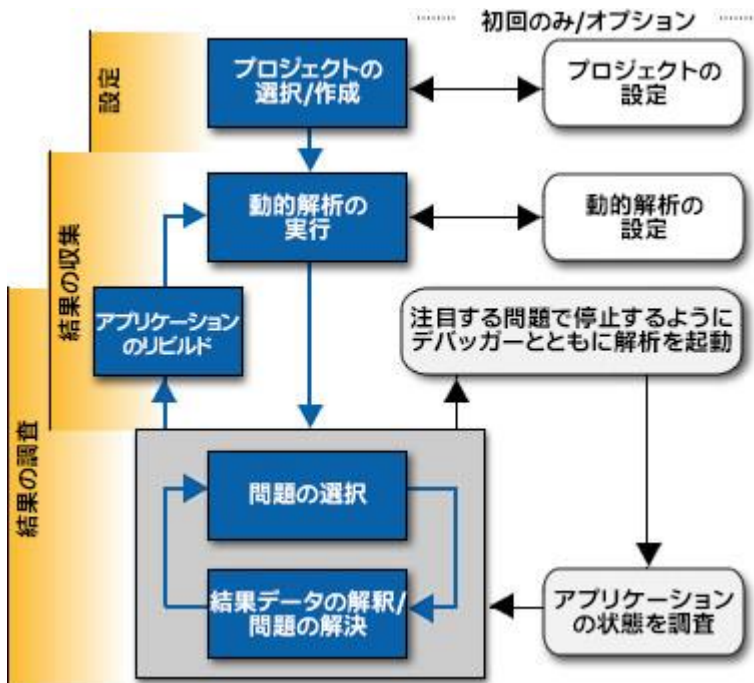 初回のみ/オプション
設定
プロジェクトの
選択/作成
プロジェクトの
設定
結果の収集
動的解析の
実行
動的解析の
設定
結果の調査
アプリケーション
のリビルド
注目する問題で停止するように
デバッガーとともに解析を起動
問題の選択
結果データの解釈/
問題の解決
アプリケーション
の状態を調査